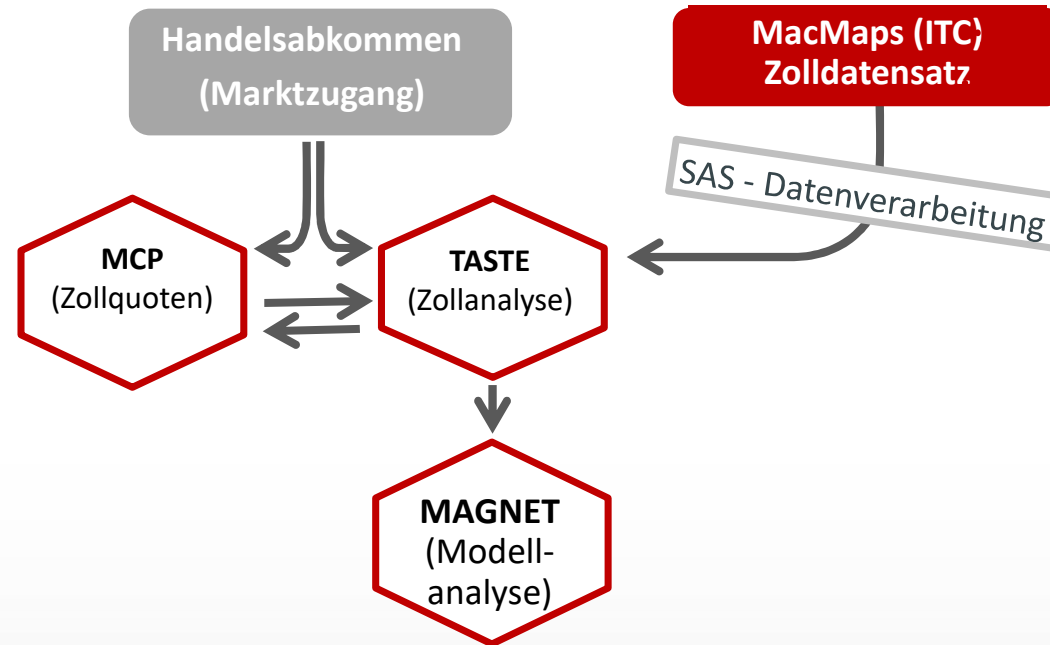 Handelsabkommen
(Marktzugang)
MacMaps (ITC)
Zolldatensatz
SAS - Datenverarbeitung
MCP
(Zollquoten)
TASTE
(Zollanalyse)
MAGNET
(Modell-
analyse)